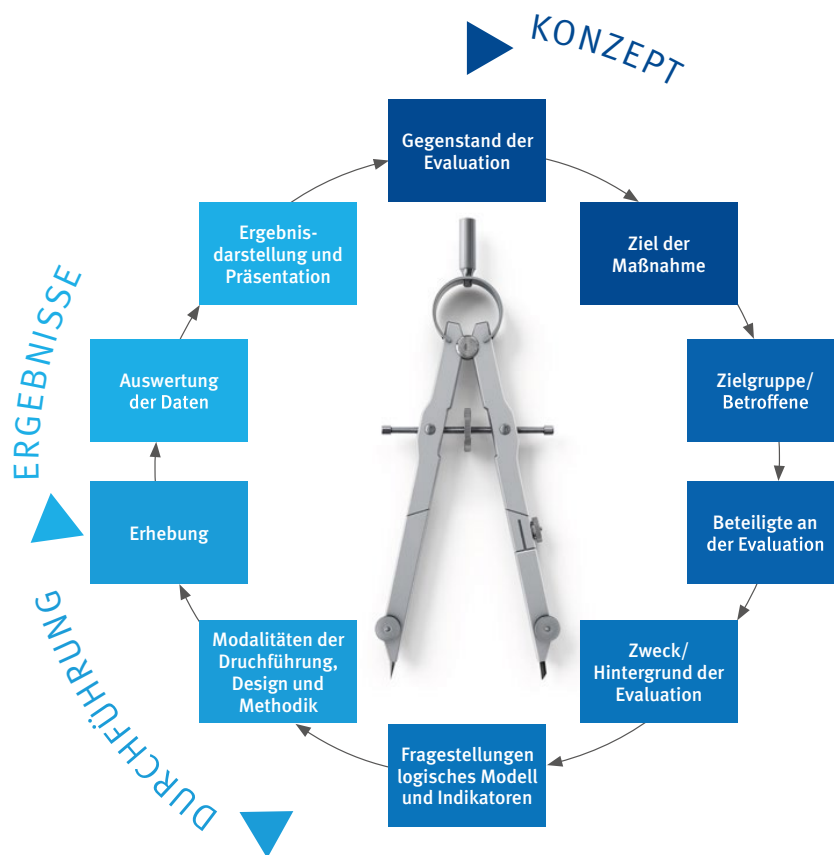 KONZEPT
Gegenstand der
Evaluation
Ziel der
Maßnahme
Zielgruppe/
Betroffene
Beteiligte an
der Evaluation
Zweck/
Hintergrund der
Evaluation
Fragestellungen
logisches Modell
und Indikatoren
DURCHFÜHRUNG
Modalitäten der
Druchführung,
Design und
Methodik
Erhebung
ERGEBNISSE
Auswertung
der Daten
Ergebnis-
darstellung und
Präsentation